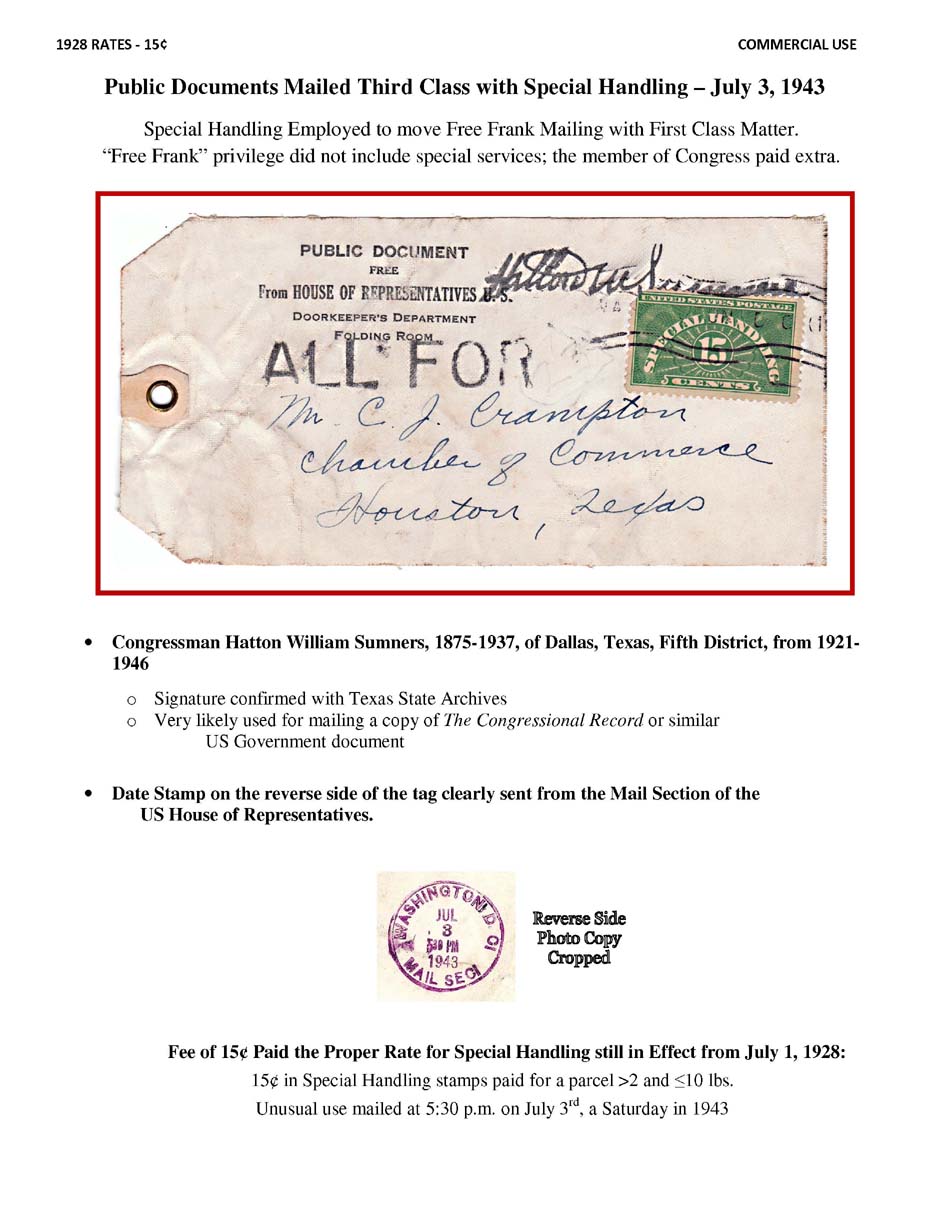 1928 RATES - 15¢ COMMERCIAL USE
Public Documents Mailed Third Class with Special Handling – July 3, 1943
Special Handling Employed to move Free Frank Mailing with First Class Matter.
“Free Frank” privilege did not include special services; the member of Congress paid extra.
PUBLIC DOCUMENT
FREE
From HOUSE OF REPRESENTATIVES, U.S.
DOORKEEPER'S DEPARTMENT
FOLDING ROOM
Hatton W Sumners
UNITED STATES POSTAGE
SPECIAL HANDLING
15
CENTS
ALL FOR
Mr. C. J. Crampton
Chamber of Commerce
Houston, Texas
• Congressman Hatton William Sumners, 1875-1937, of Dallas, Texas, Fifth District, from 1921-
1946
o Signature confirmed with Texas State Archives
o Very likely used for mailing a copy of The Congressional Record or similar
US Government document
• Date Stamp on the reverse side of the tag clearly sent from the Mail Section of the
US House of Representatives.
WASHINGTON D. C.
JUL
3
5 30 PM
1943
MAIL SEC
Reverse Side
Photo Copy
Cropped
Fee of 15¢ Paid the Proper Rate for Special Handling still in Effect from July 1, 1928:
15¢ in Special Handling stamps paid for a parcel >2 and ≤10 lbs.
Unusual use mailed at 5:30 p.m. on July 3rd, a Saturday in 1943